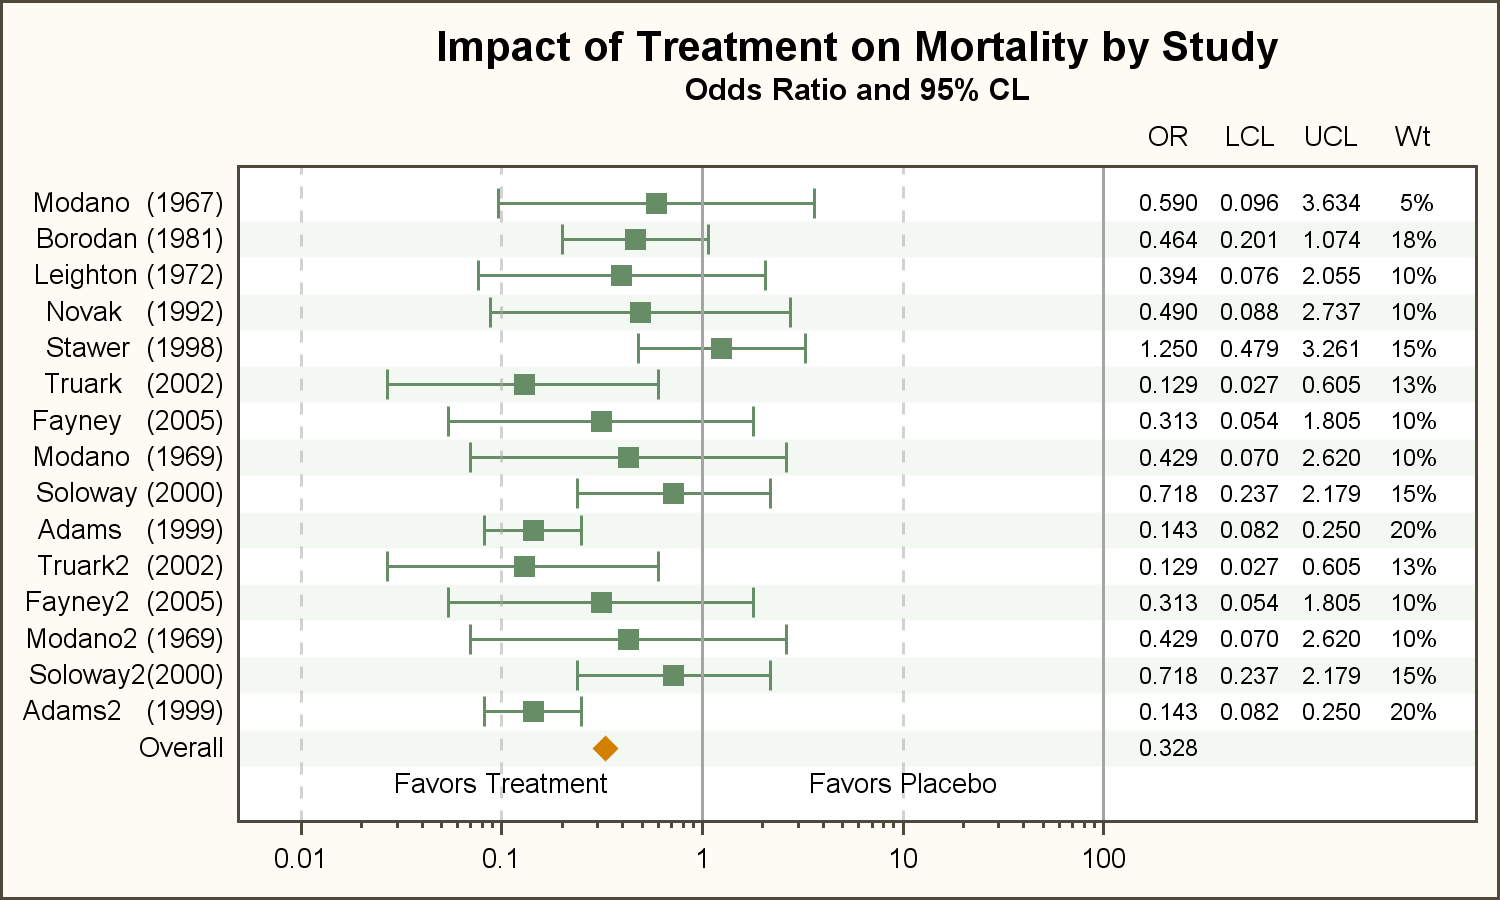 Impact of Treatment on Mortality by Study
Odds Ratio and 95% CL
OR LCL UCL Wt
Modano (1967) 0.590 0.096 3.634 5%
Borodan (1981) 0.464 0.201 1.074 18%
Leighton (1972) 0.394 0.076 2.055 10%
Novak (1992) 0.490 0.088 2.737 10%
Stawer (1998) 1.250 0.479 3.261 15%
Truark (2002) 0.129 0.027 0.605 13%
Fayney (2005) 0.313 0.054 1.805 10%
Modano (1969) 0.429 0.070 2.620 10%
Soloway (2000) 0.718 0.237 2.179 15%
Adams (1999) 0.143 0.082 0.250 20%
Truark2 (2002) 0.129 0.027 0.605 13%
Fayney2 (2005) 0.313 0.054 1.805 10%
Modano2 (1969) 0.429 0.070 2.620 10%
Soloway2(2000) 0.718 0.237 2.179 15%
Adams2 (1999) 0.143 0.082 0.250 20%
Overall 0.328
Favors Treatment Favors Placebo
0.01 0.1 1 10 100